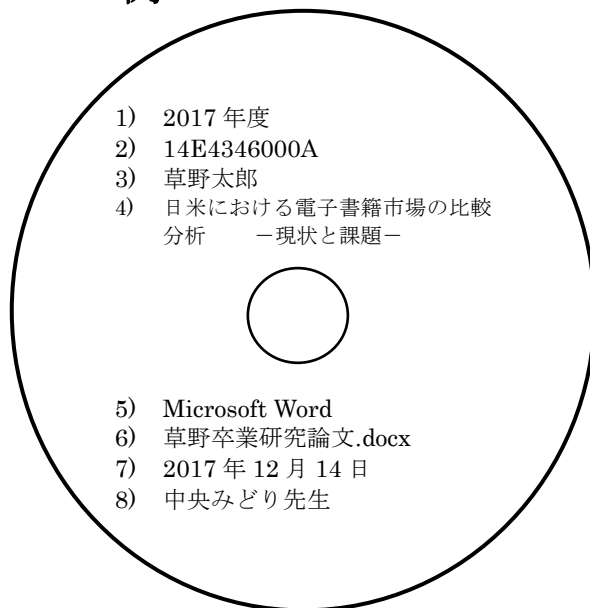 1) 2017 年度
2) 14E4346000A
3) 草野太郎
4) 日米における電子書籍市場の比較
分析 −現状と課題−
5) Microsoft Word
6) 草野卒業研究論文.docx
7) 2017 年 12 月 14 日
8) 中央みどり先生